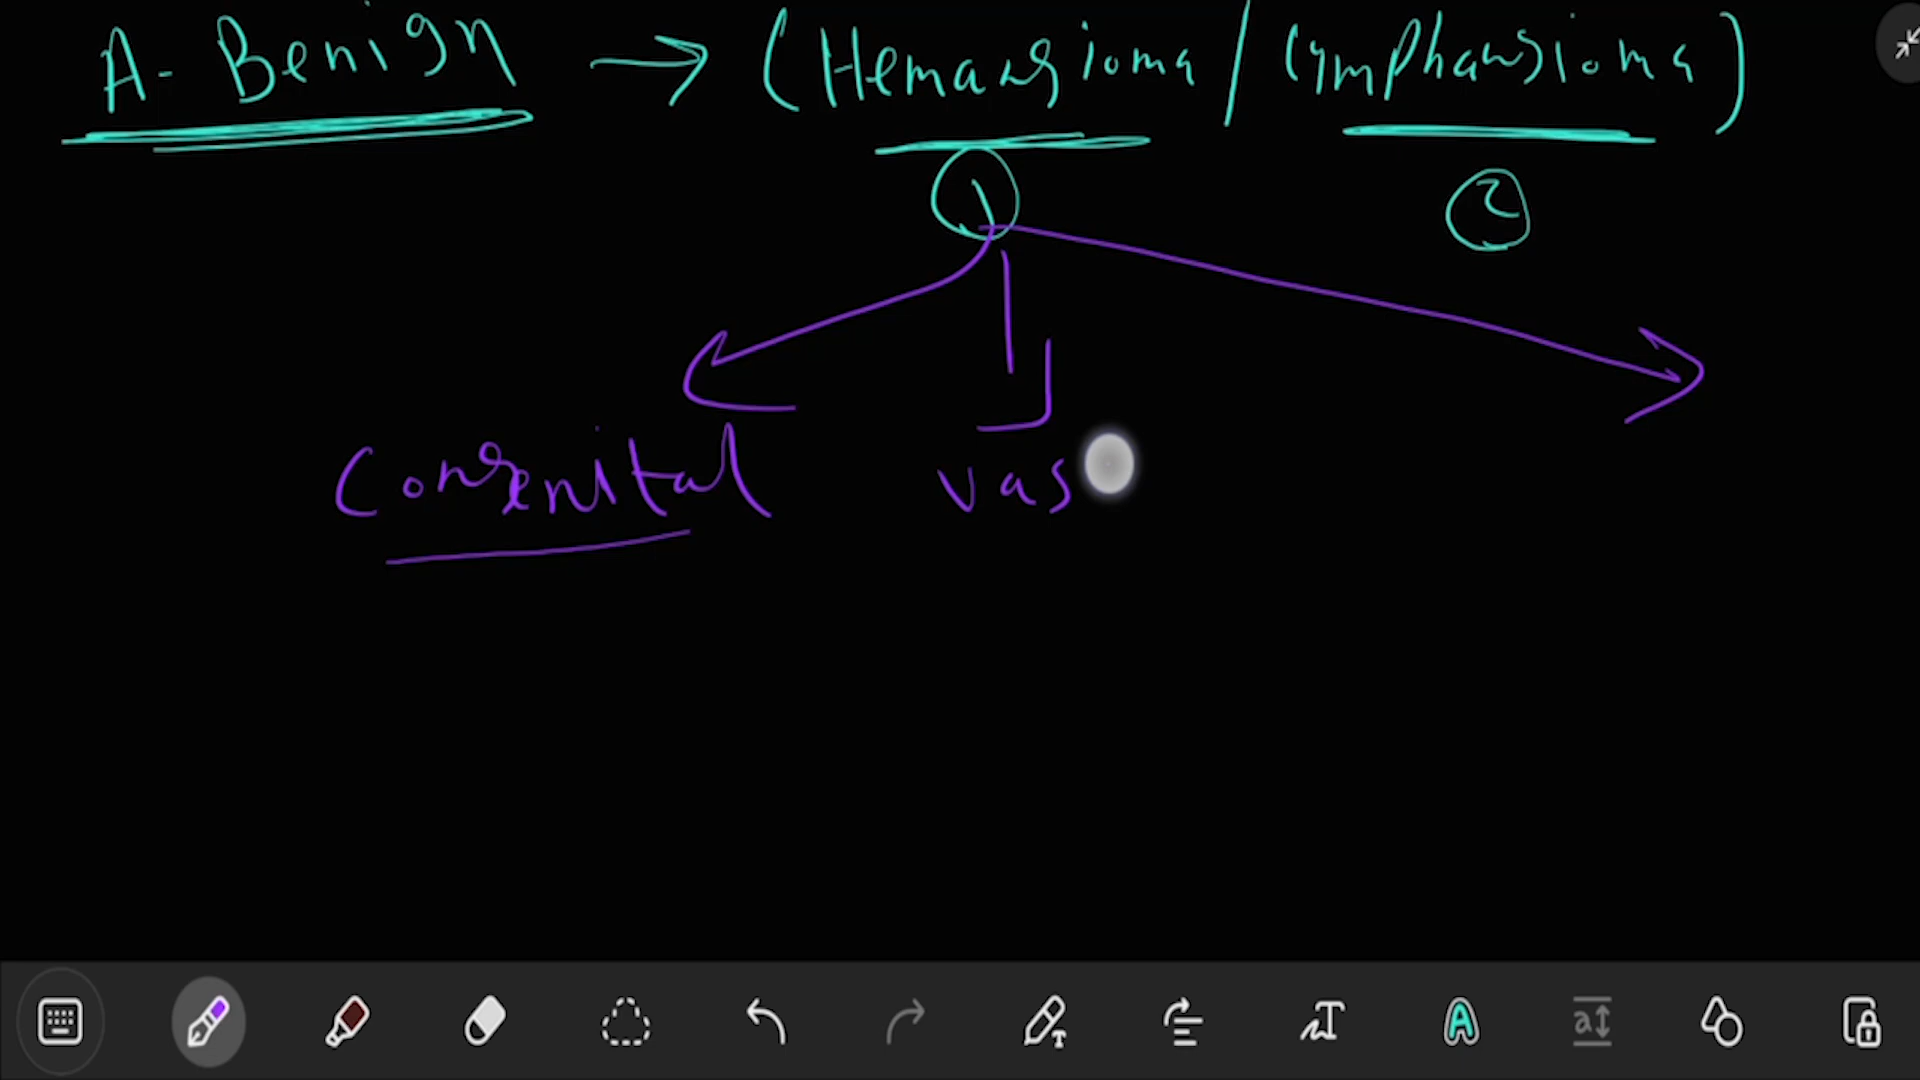 A- Benign → (Hemangioma / Lymphangioma)
1 2
Congenital vas